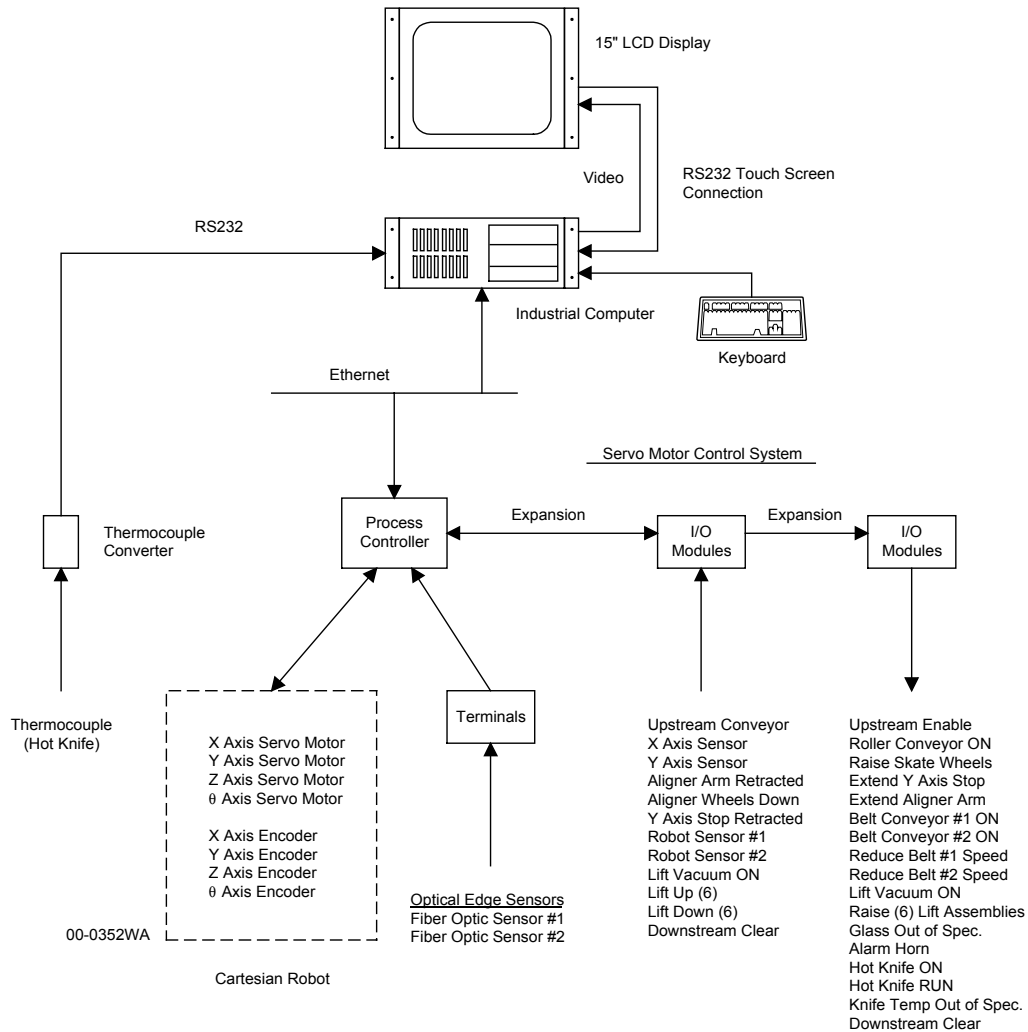 15" LCD Display
Video
RS232 Touch Screen
Connection
RS232
Industrial Computer
Keyboard
Ethernet
Servo Motor Control System
Thermocouple
Converter
Process
Controller
Expansion
I/O
Modules
Expansion
I/O
Modules
Thermocouple
(Hot Knife)
X Axis Servo Motor
Y Axis Servo Motor
Z Axis Servo Motor
θ Axis Servo Motor
X Axis Encoder
Y Axis Encoder
Z Axis Encoder
θ Axis Encoder
00-0352WA
Cartesian Robot
Terminals
Optical Edge Sensors
Fiber Optic Sensor #1
Fiber Optic Sensor #2
Upstream Conveyor
X Axis Sensor
Y Axis Sensor
Aligner Arm Retracted
Aligner Wheels Down
Y Axis Stop Retracted
Robot Sensor #1
Robot Sensor #2
Lift Vacuum ON
Lift Up (6)
Lift Down (6)
Downstream Clear
Upstream Enable
Roller Conveyor ON
Raise Skate Wheels
Extend Y Axis Stop
Extend Aligner Arm
Belt Conveyor #1 ON
Belt Conveyor #2 ON
Reduce Belt #1 Speed
Reduce Belt #2 Speed
Lift Vacuum ON
Raise (6) Lift Assemblies
Glass Out of Spec.
Alarm Horn
Hot Knife ON
Hot Knife RUN
Knife Temp Out of Spec.
Downstream Clear